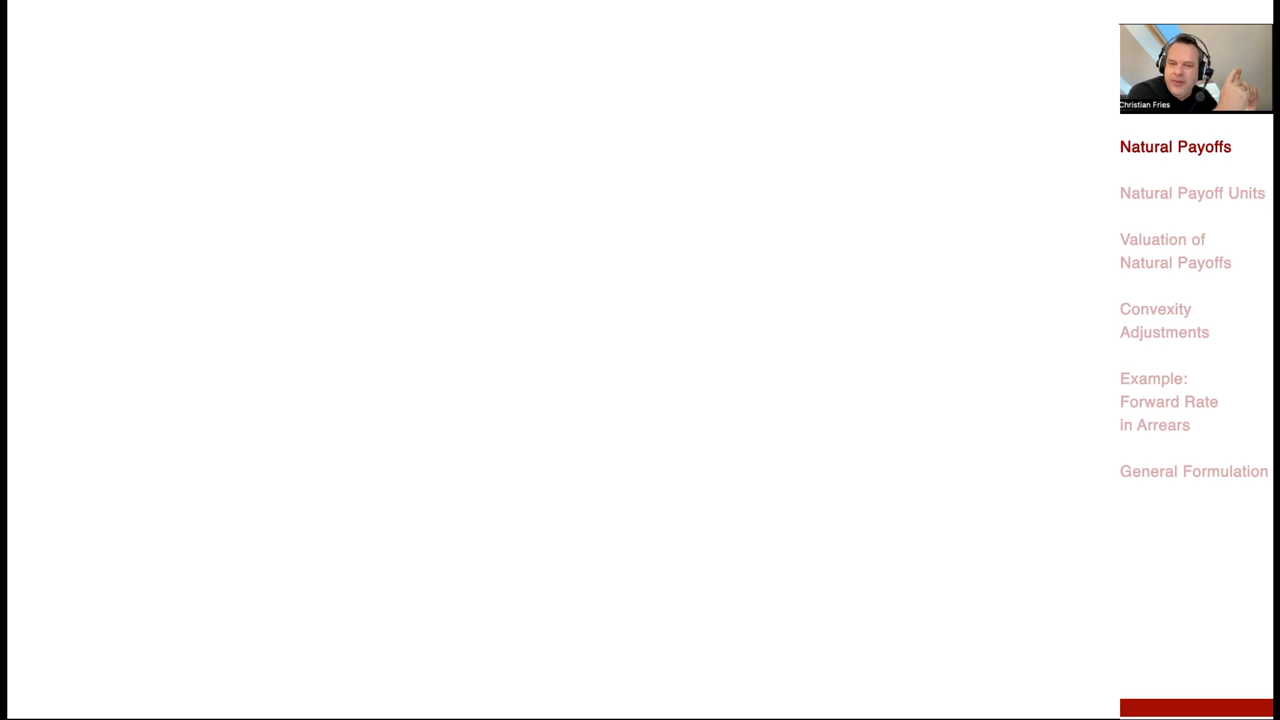 Christian Fries
Natural Payoffs
Natural Payoff Units
Valuation of
Natural Payoffs
Convexity
Adjustments
Example:
Forward Rate
in Arrears
General Formulation